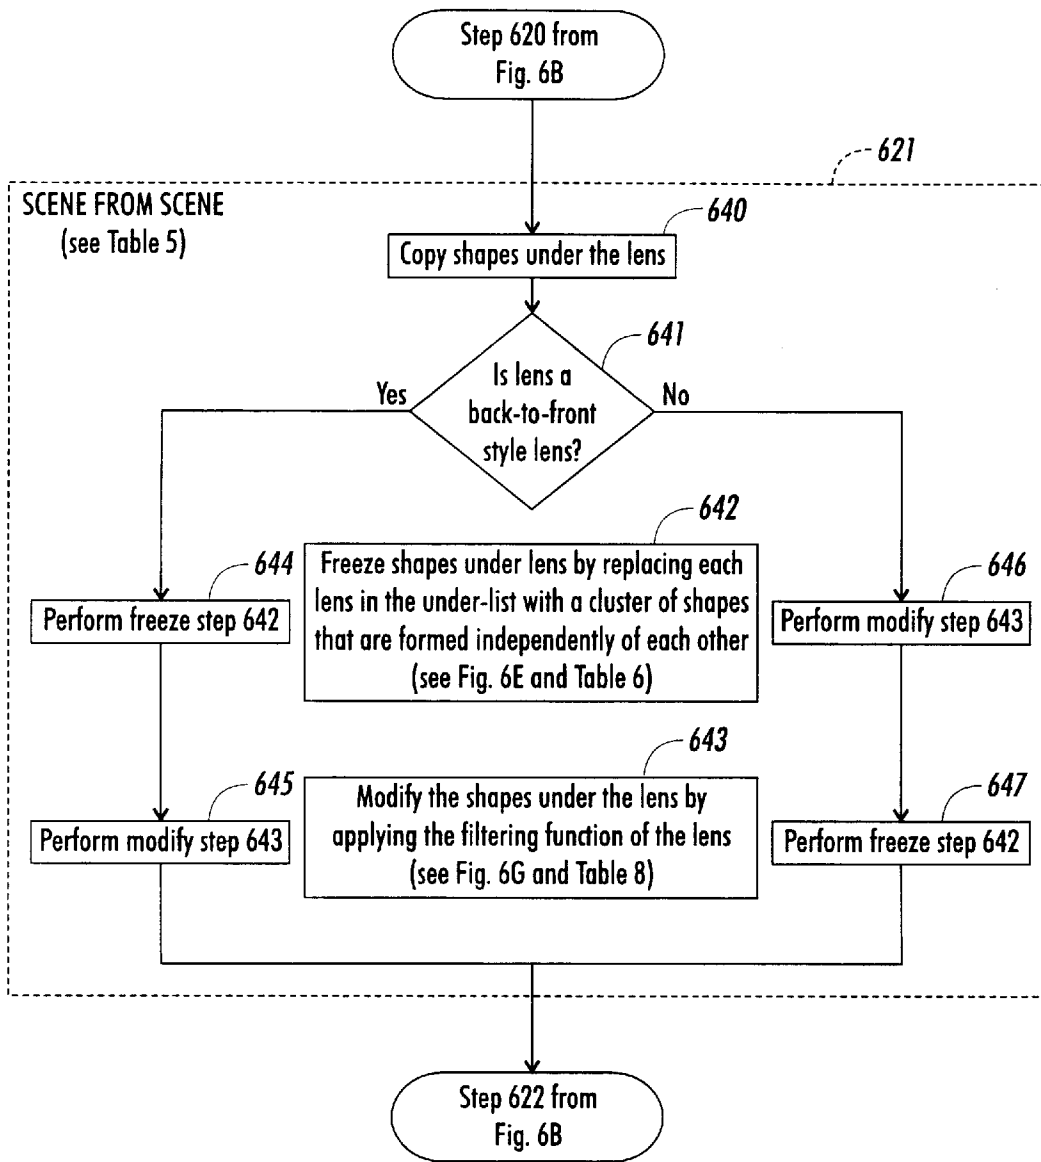 Step 620 from
Fig. 6B
621
SCENE FROM SCENE
(see Table 5)
640
Copy shapes under the lens
641
Is lens a
back-to-front
style lens?
Yes
No
642
Freeze shapes under lens by replacing each
lens in the under-list with a cluster of shapes
that are formed independently of each other
(see Fig. 6E and Table 6)
644
Perform freeze step 642
646
Perform modify step 643
643
Modify the shapes under the lens by
applying the filtering function of the lens
(see Fig. 6G and Table 8)
645
Perform modify step 643
647
Perform freeze step 642
Step 622 from
Fig. 6B